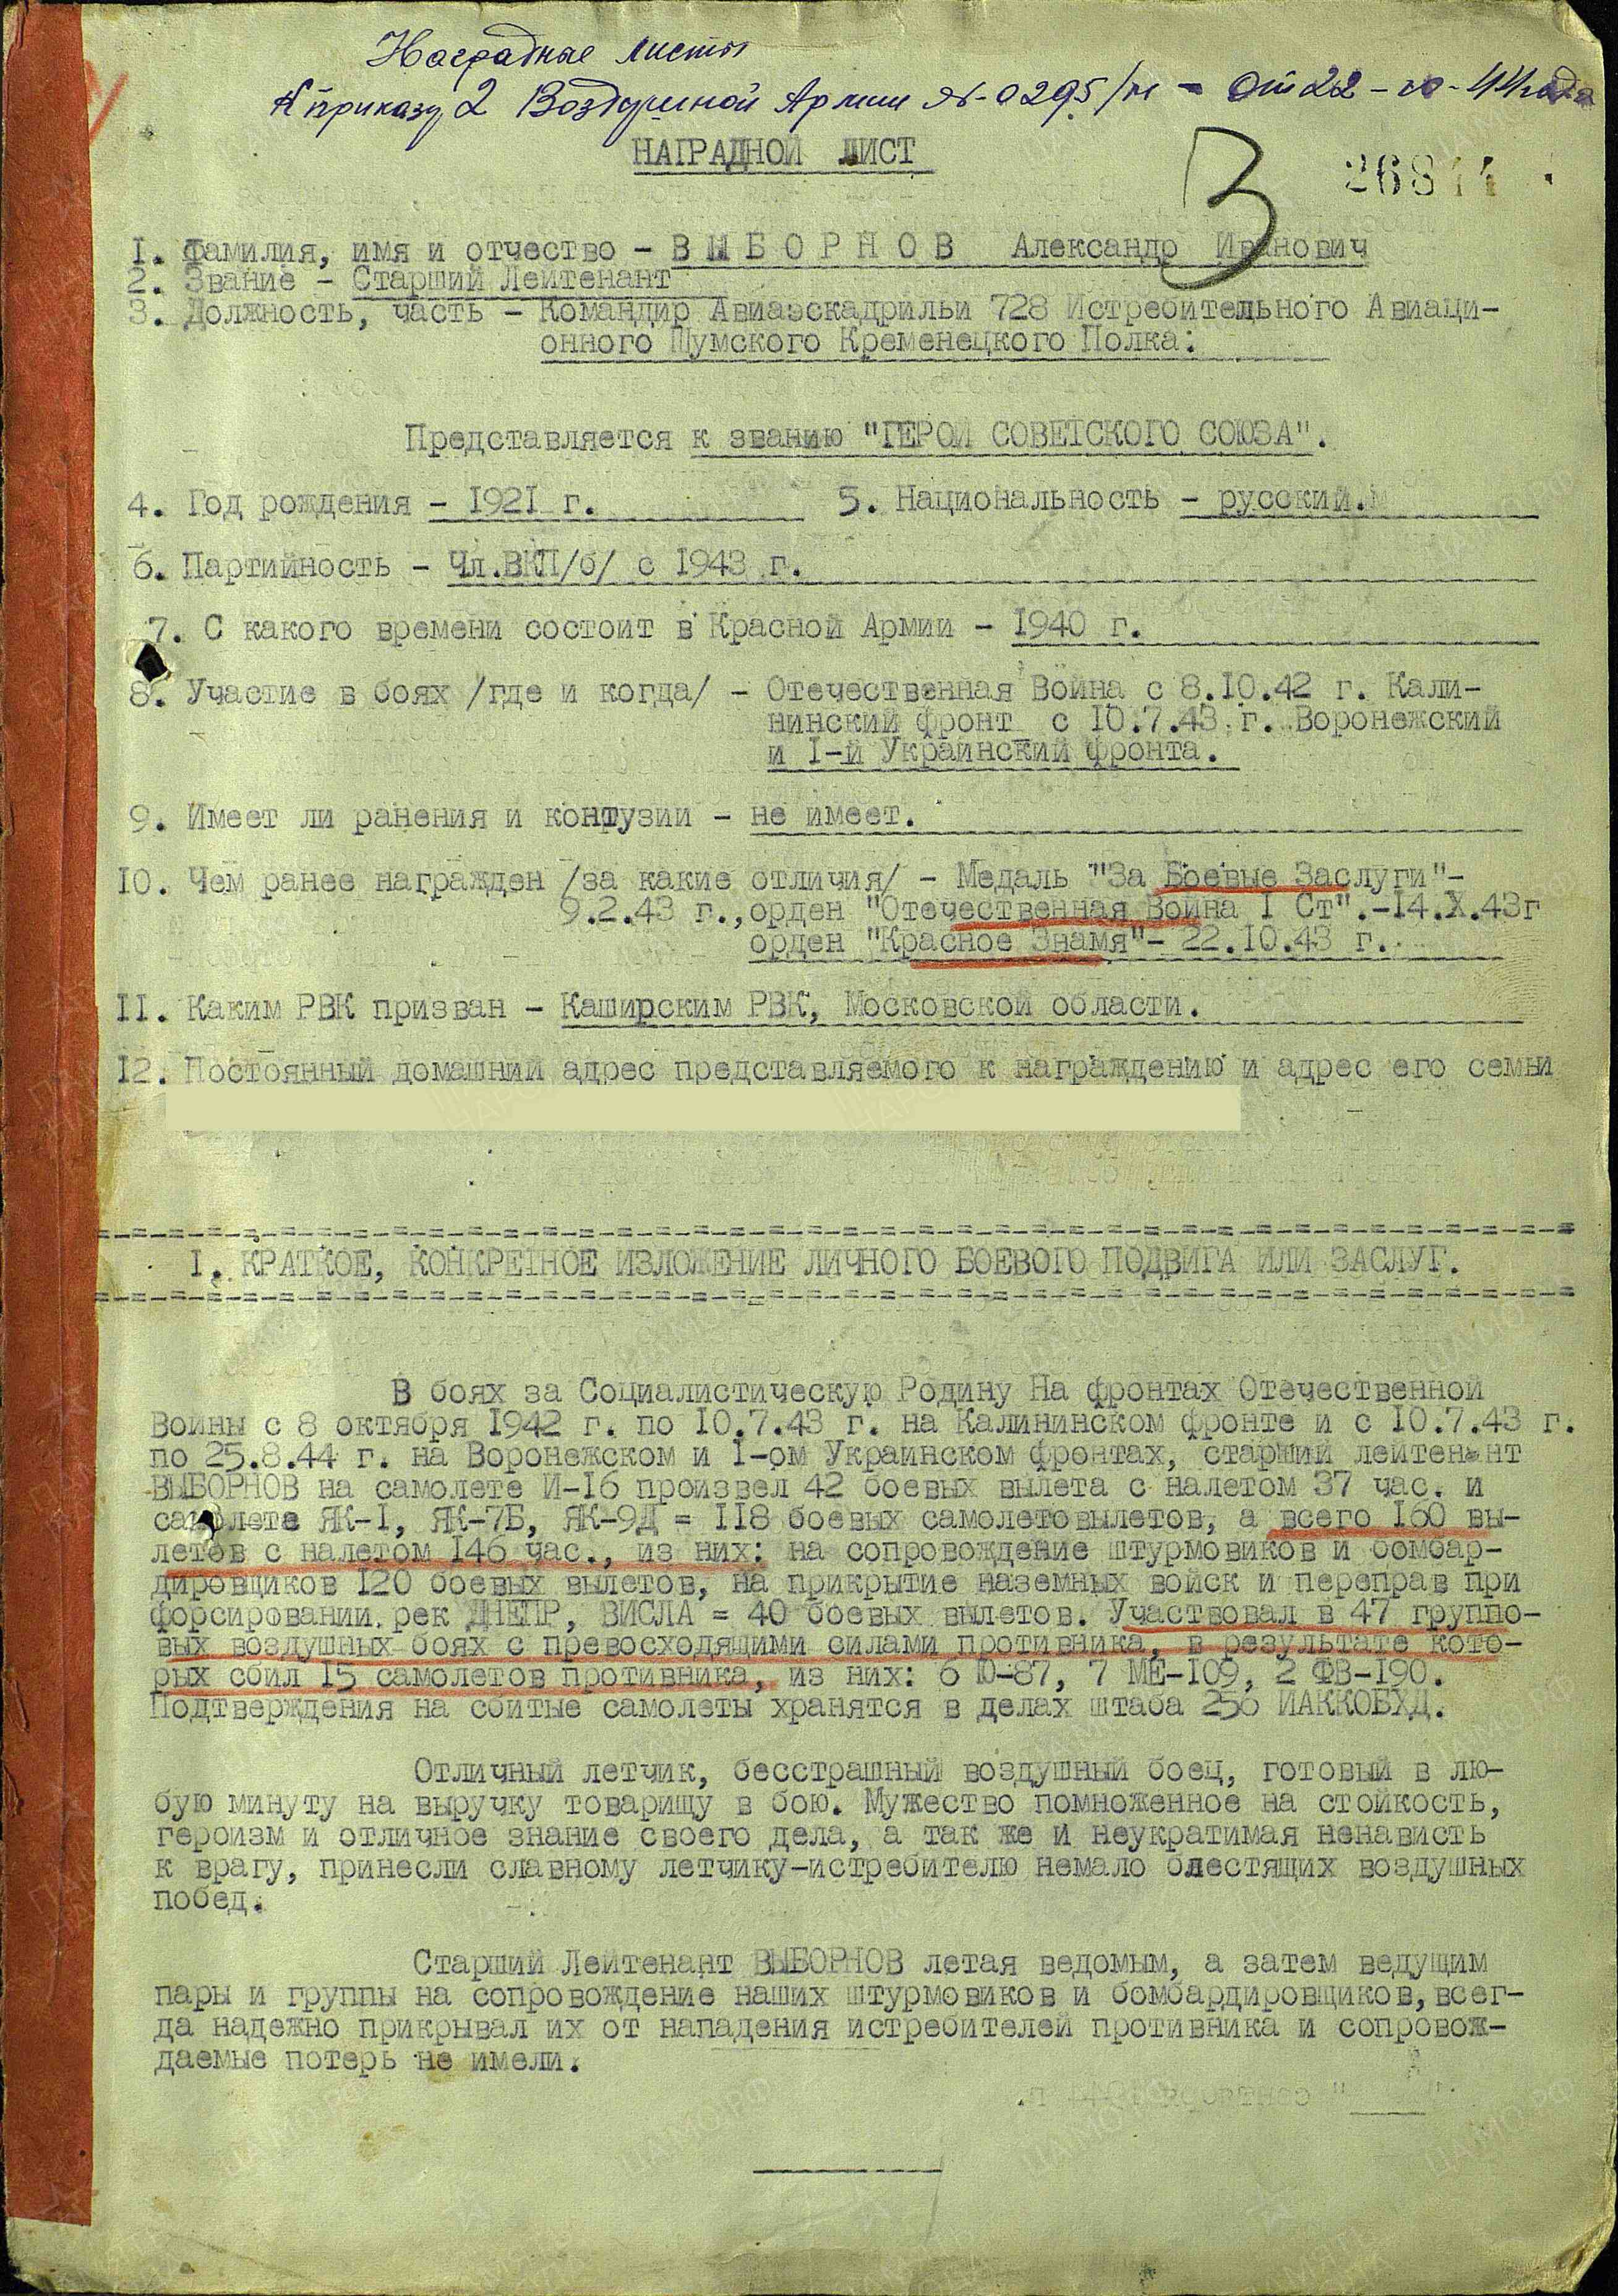 Наградные листы
К приказу 2 Воздушной Армии №-0295/н - от 22-10-44 года
НАГРАДНОЙ ЛИСТ
26814
1. Фамилия, имя и отчество - ВЫБОРНОВ Александр Иванович
2. Звание - Старший Лейтенант
3. Должность, часть - Командир Авиаэскадрильи 728 Истребительного Авиаци-
онного Шумского Кременецкого Полка:
Представляется к званию "ГЕРОЙ СОВЕТСКОГО СОЮЗА".
4. Год рождения - 1921 г. 5. Национальность - русский.
6. Партийность - Чл.ВКП/б/ с 1943 г.
7. С какого времени состоит в Красной Армии - 1940 г.
8. Участие в боях /где и когда/ - Отечественная Война с 8.10.42 г. Кали-
нинский фронт с 10.7.43 г. Воронежский
и 1-й Украинский фронта.
9. Имеет ли ранения и контузии - не имеет.
10. Чем ранее награжден /за какие отличия/ - Медаль "За Боевые Заслуги"-
9.2.43 г., орден "Отечественная Война 1 Ст".-14.X.43г
орден "Красное Знамя"- 22.10.43 г.
11. Каким РВК призван - Каширским РВК, Московской области.
12. Постоянный домашний адрес представляемого к награждению и адрес его семьи
1. КРАТКОЕ, КОНКРЕТНОЕ ИЗЛОЖЕНИЕ ЛИЧНОГО БОЕВОГО ПОДВИГА ИЛИ ЗАСЛУГ.
В боях за Социалистическую Родину На фронтах Отечественной
Войны с 8 октября 1942 г. по 10.7.43 г. на Калининском фронте и с 10.7.43 г.
по 25.8.44 г. на Воронежском и 1-ом Украинском фронтах, старший лейтенант
ВЫБОРНОВ на самолете И-16 произвел 42 боевых вылета с налетом 37 час. и
самолете ЯК-1, ЯК-7Б, ЯК-9Д = 118 боевых самолетовылетов, а всего 160 вы-
летов с налетом 146 час., из них: на сопровождение штурмовиков и бомбар-
дировщиков 120 боевых вылетов, на прикрытие наземных войск и переправ при
форсировании рек ДНЕПР, ВИСЛА = 40 боевых вылетов. Участвовал в 47 группо-
вых воздушных боях с превосходящими силами противника, в результате кото-
рых сбил 15 самолетов противника, из них: 6 Ю-87, 7 МЕ-109, 2 ФВ-190.
Подтверждения на сбитые самолеты хранятся в делах штаба 256 ИАККОБХД.
Отличный летчик, бесстрашный воздушный боец, готовый в лю-
бую минуту на выручку товарищу в бою. Мужество помноженное на стойкость,
героизм и отличное знание своего дела, а так же и неукратимая ненависть
к врагу, принесли славному летчику-истребителю немало блестящих воздушных
побед.
Старший Лейтенант ВЫБОРНОВ летая ведомым, а затем ведущим
пары и группы на сопровождение наших штурмовиков и бомбардировщиков, всег-
да надежно прикрывал их от нападения истребителей противника и сопровож-
даемые потерь не имели.